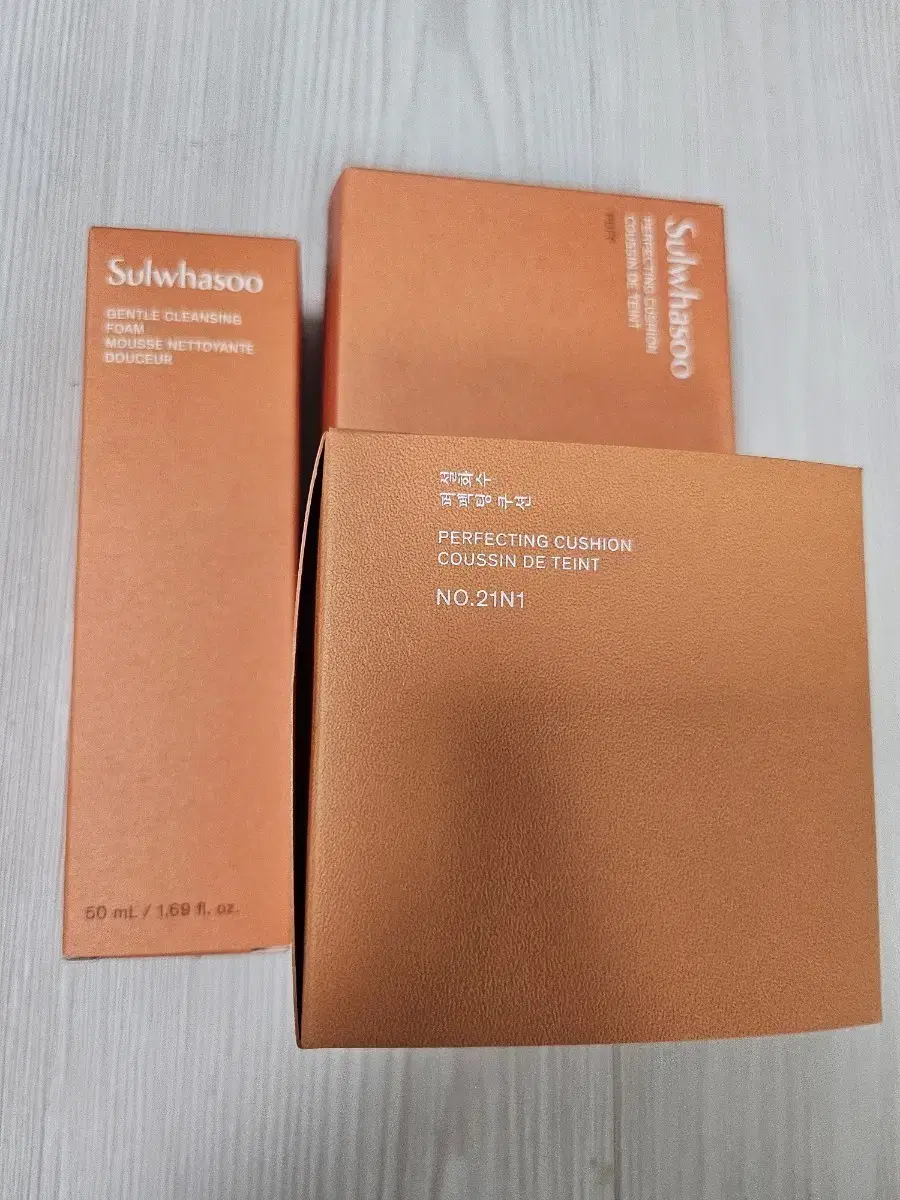 Sulwhasoo
GENTLE CLEANSING
FOAM
MOUSSE NETTOYANTE
DOUCEUR
50 mL / 1.69 fl. oz.
Sulwhasoo
PERFECTING CUSHION
COUSSIN DE TEINT
설화수
퍼펙팅 쿠션
PERFECTING CUSHION
COUSSIN DE TEINT
NO.21N1